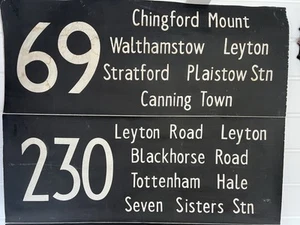 69
Chingford Mount
Walthamstow Leyton
Stratford Plaistow Stn
Canning Town
230
Leyton Road Leyton
Blackhorse Road
Tottenham Hale
Seven Sisters Stn